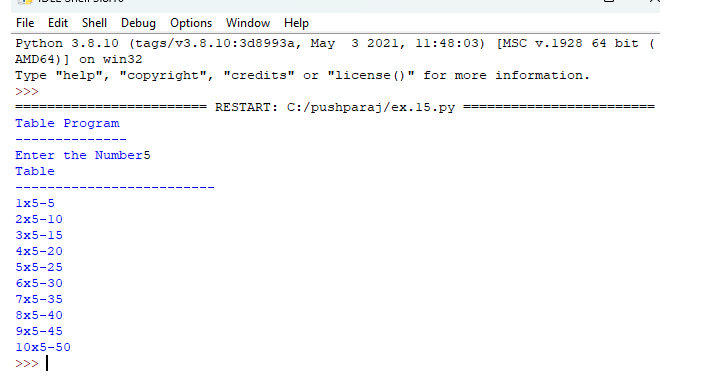 File Edit Shell Debug Options Window Help
Python 3.8.10 (tags/v3.8.10:3d8993a, May  3 2021, 11:48:03) [MSC v.1928 64 bit (
AMD64)] on win32
Type "help", "copyright", "credits" or "license()" for more information.
>>>
======================== RESTART: C:/pushparaj/ex.15.py ========================
Table Program
--------------
Enter the Number5
Table
-------------------------
1x5-5
2x5-10
3x5-15
4x5-20
5x5-25
6x5-30
7x5-35
8x5-40
9x5-45
10x5-50
>>>